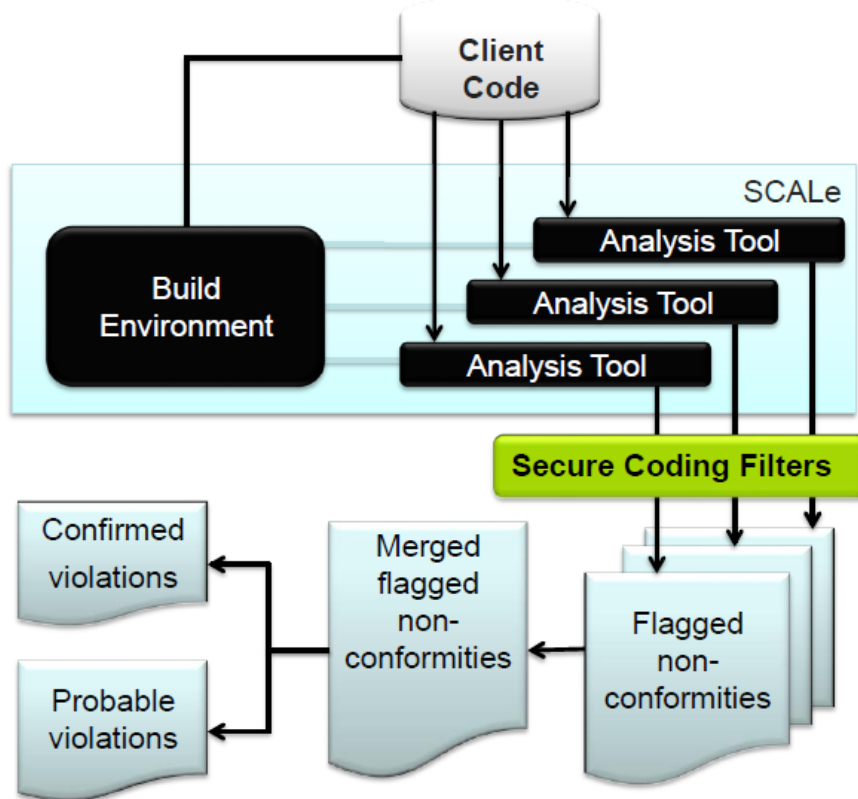 Client
Code
SCALe
Analysis Tool
Build
Environment
Analysis Tool
Analysis Tool
Secure Coding Filters
Confirmed
violations
Merged
flagged
non-
conformities
Flagged
non-
conformities
Probable
violations